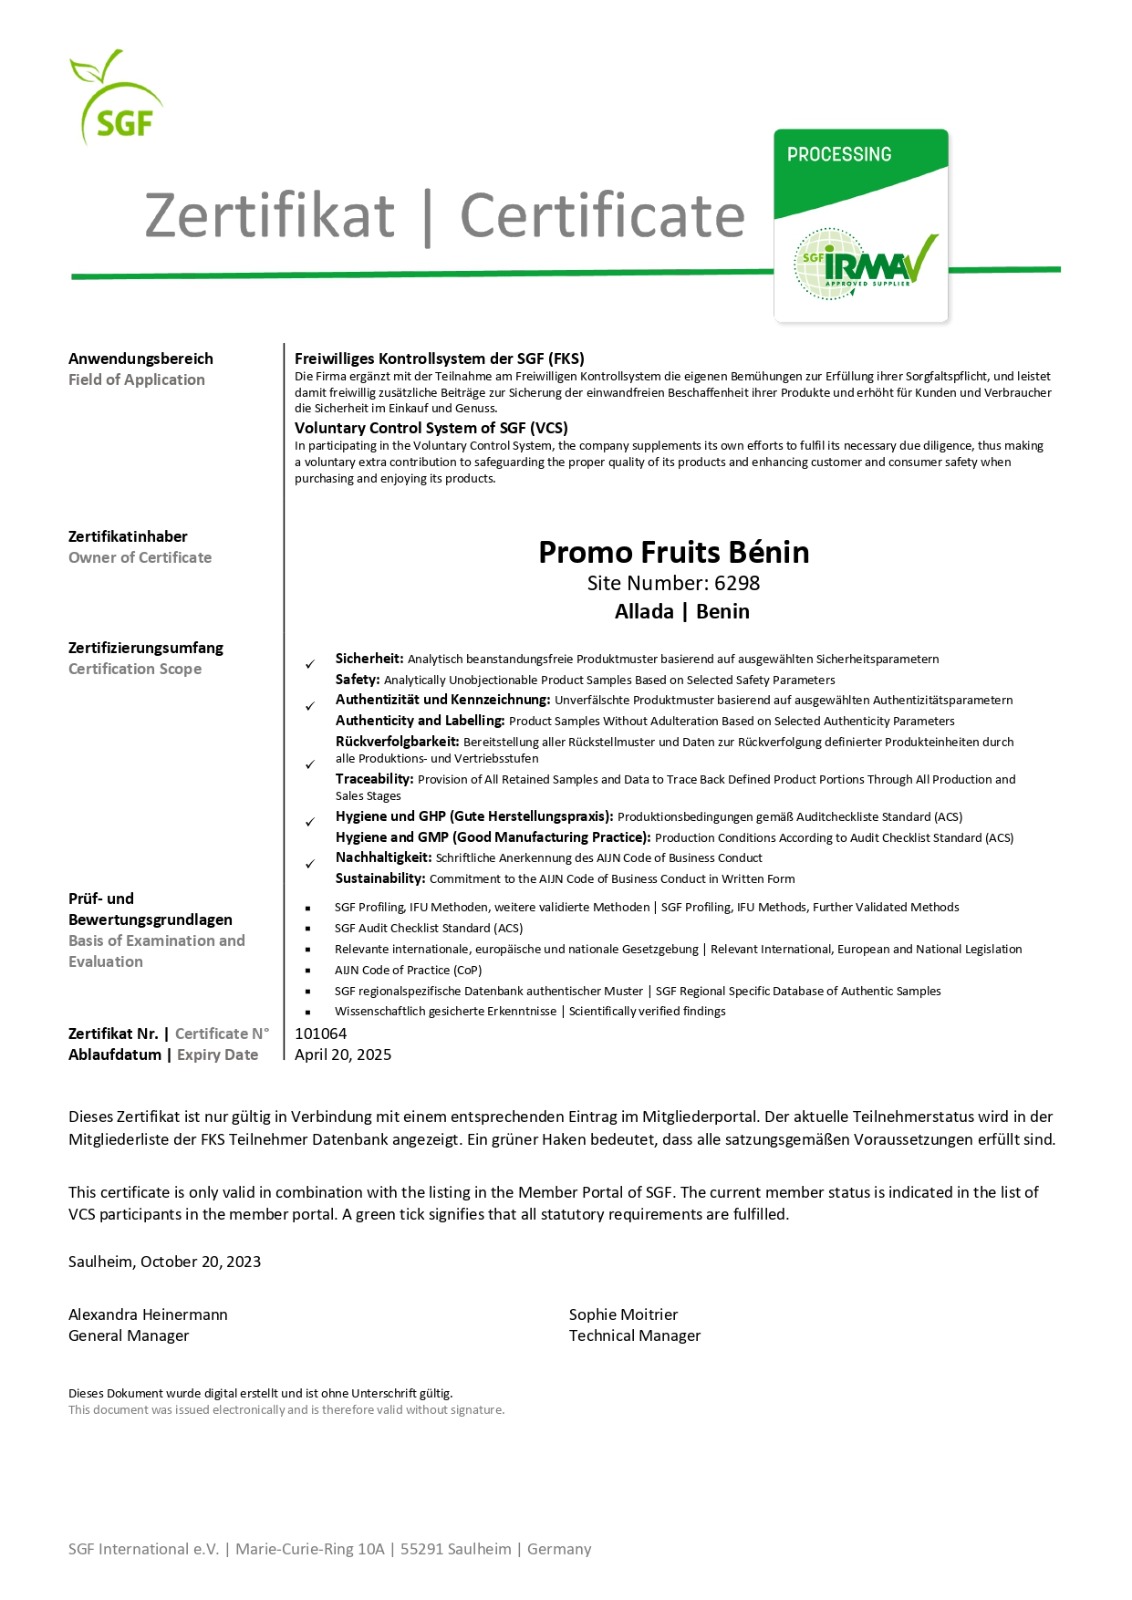 SGF
PROCESSING
Zertifikat | Certificate
SGF IRMA
APPROVED SUPPLIER
Anwendungsbereich
Field of Application
Freiwilliges Kontrollsystem der SGF (FKS)
Die Firma ergänzt mit der Teilnahme am Freiwilligen Kontrollsystem die eigenen Bemühungen zur Erfüllung ihrer Sorgfaltspflicht, und leistet
damit freiwillig zusätzliche Beiträge zur Sicherung der einwandfreien Beschaffenheit ihrer Produkte und erhöht für Kunden und Verbraucher
die Sicherheit im Einkauf und Genuss.
Voluntary Control System of SGF (VCS)
In participating in the Voluntary Control System, the company supplements its own efforts to fulfil its necessary due diligence, thus making
a voluntary extra contribution to safeguarding the proper quality of its products and enhancing customer and consumer safety when
purchasing and enjoying its products.
Zertifikatinhaber
Owner of Certificate
Promo Fruits Bénin
Site Number: 6298
Allada | Benin
Zertifizierungsumfang
Certification Scope
✓ Sicherheit: Analytisch beanstandungsfreie Produktmuster basierend auf ausgewählten Sicherheitsparametern
Safety: Analytically Unobjectionable Product Samples Based on Selected Safety Parameters
✓ Authentizität und Kennzeichnung: Unverfälschte Produktmuster basierend auf ausgewählten Authentizitätsparametern
Authenticity and Labelling: Product Samples Without Adulteration Based on Selected Authenticity Parameters
✓ Rückverfolgbarkeit: Bereitstellung aller Rückstellmuster und Daten zur Rückverfolgung definierter Produkteinheiten durch
alle Produktions- und Vertriebsstufen
Traceability: Provision of All Retained Samples and Data to Trace Back Defined Product Portions Through All Production and
Sales Stages
✓ Hygiene und GHP (Gute Herstellungspraxis): Produktionsbedingungen gemäß Auditcheckliste Standard (ACS)
Hygiene and GMP (Good Manufacturing Practice): Production Conditions According to Audit Checklist Standard (ACS)
✓ Nachhaltigkeit: Schriftliche Anerkennung des AIJN Code of Business Conduct
Sustainability: Commitment to the AIJN Code of Business Conduct in Written Form
Prüf- und
Bewertungsgrundlagen
Basis of Examination and
Evaluation
▪ SGF Profiling, IFU Methoden, weitere validierte Methoden | SGF Profiling, IFU Methods, Further Validated Methods
▪ SGF Audit Checklist Standard (ACS)
▪ Relevante internationale, europäische und nationale Gesetzgebung | Relevant International, European and National Legislation
▪ AIJN Code of Practice (CoP)
▪ SGF regionalspezifische Datenbank authentischer Muster | SGF Regional Specific Database of Authentic Samples
▪ Wissenschaftlich gesicherte Erkenntnisse | Scientifically verified findings
Zertifikat Nr. | Certificate N° 101064
Ablaufdatum | Expiry Date April 20, 2025
Dieses Zertifikat ist nur gültig in Verbindung mit einem entsprechenden Eintrag im Mitgliederportal. Der aktuelle Teilnehmerstatus wird in der
Mitgliederliste der FKS Teilnehmer Datenbank angezeigt. Ein grüner Haken bedeutet, dass alle satzungsgemäßen Voraussetzungen erfüllt sind.
This certificate is only valid in combination with the listing in the Member Portal of SGF. The current member status is indicated in the list of
VCS participants in the member portal. A green tick signifies that all statutory requirements are fulfilled.
Saulheim, October 20, 2023
Alexandra Heinermann
General Manager
Sophie Moitrier
Technical Manager
Dieses Dokument wurde digital erstellt und ist ohne Unterschrift gültig.
This document was issued electronically and is therefore valid without signature.
SGF International e.V. | Marie-Curie-Ring 10A | 55291 Saulheim | Germany